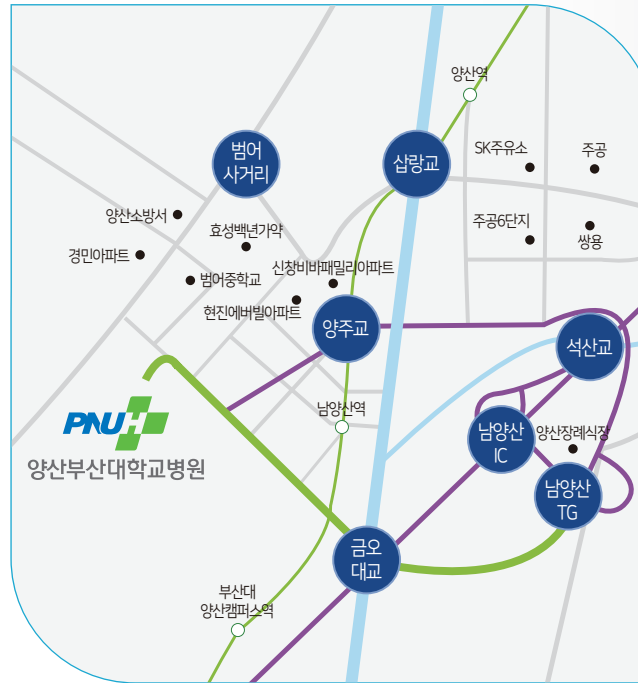 양산역
범어
사거리
삽량교
SK주유소
주공
양산소방서
효성백년가약
주공6단지
쌍용
경민아파트
신창비바패밀리아파트
범어중학교
현진에버빌아파트
양주교
석산교
남양산역
남양산
IC
양산장례식장
PNUH
양산부산대학교병원
남양산
TG
금오
대교
부산대
양산캠퍼스역